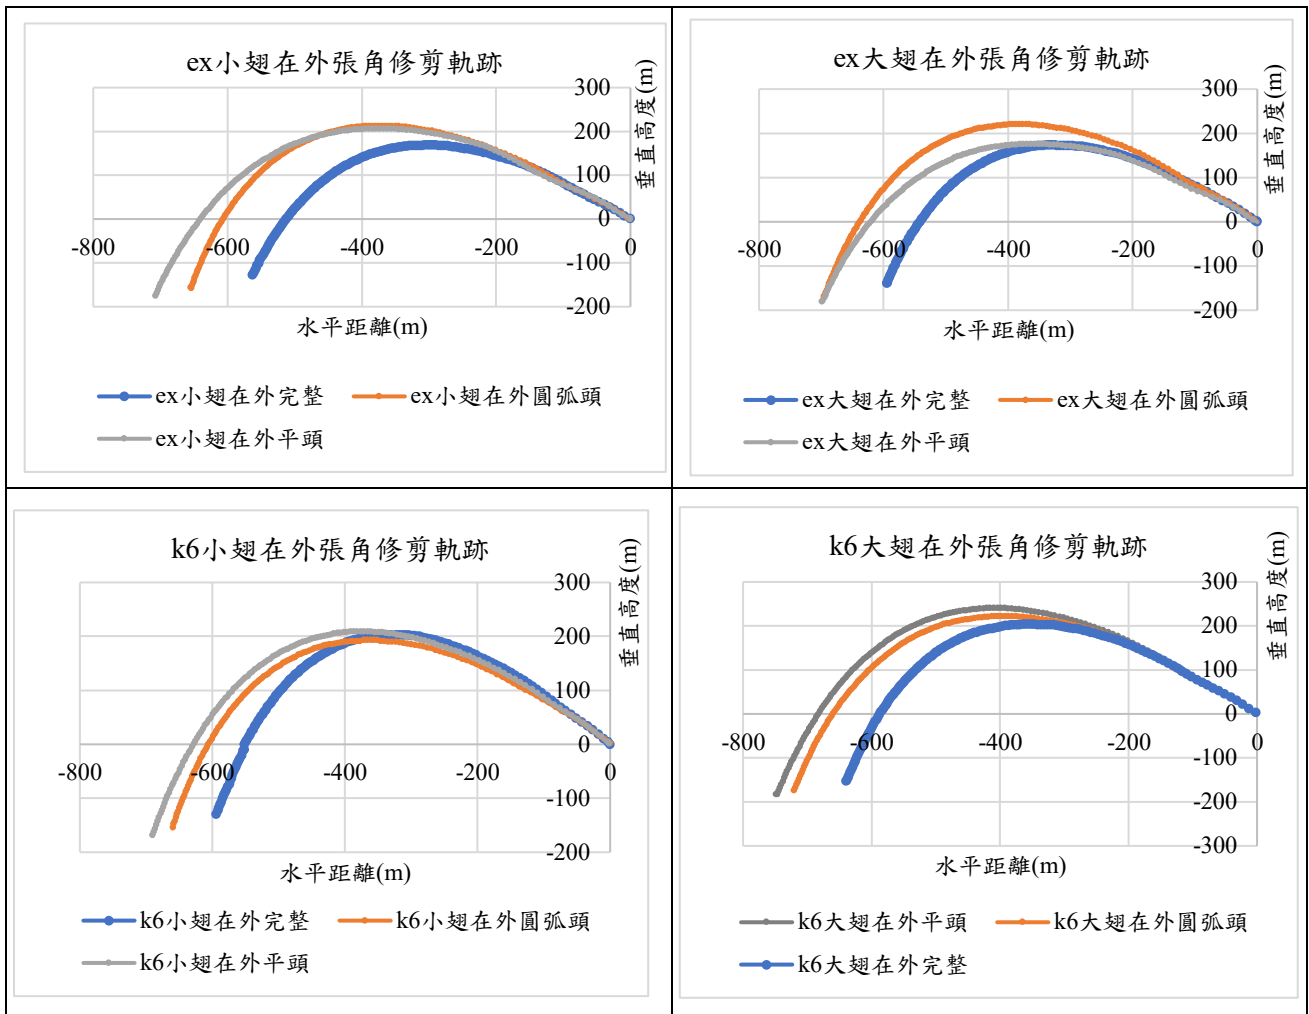 ex小翅在外張角修剪軌跡
300
200
100
0
-100
-200
-800
-600
-400
-200
0
垂直高度(m)
水平距離(m)
ex小翅在外完整
ex小翅在外圓弧頭
ex小翅在外平頭
ex大翅在外張角修剪軌跡
300
200
100
0
-100
-200
-800
-600
-400
-200
0
垂直高度(m)
水平距離(m)
ex大翅在外完整
ex大翅在外圓弧頭
ex大翅在外平頭
k6小翅在外張角修剪軌跡
300
200
100
0
-100
-200
-800
-600
-400
-200
0
垂直高度(m)
水平距離(m)
k6小翅在外完整
k6小翅在外圓弧頭
k6小翅在外平頭
k6大翅在外張角修剪軌跡
300
200
100
0
-100
-200
-300
-800
-600
-400
-200
0
垂直高度(m)
水平距離(m)
k6大翅在外平頭
k6大翅在外圓弧頭
k6大翅在外完整